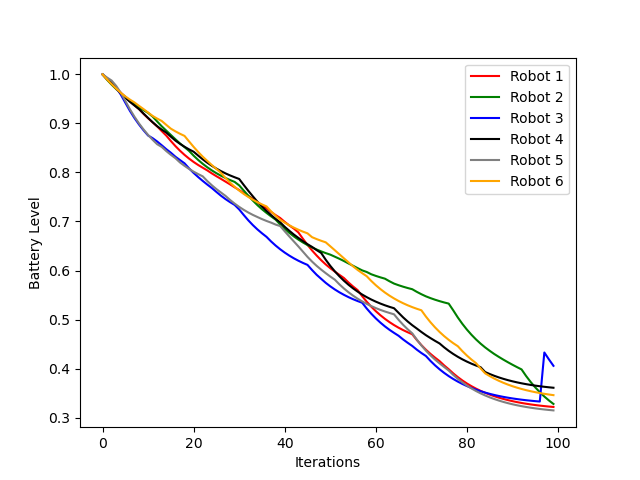 1.0
0.9
0.8
0.7
0.6
0.5
0.4
0.3
Battery Level
0
20
40
60
80
100
Iterations
Robot 1
Robot 2
Robot 3
Robot 4
Robot 5
Robot 6